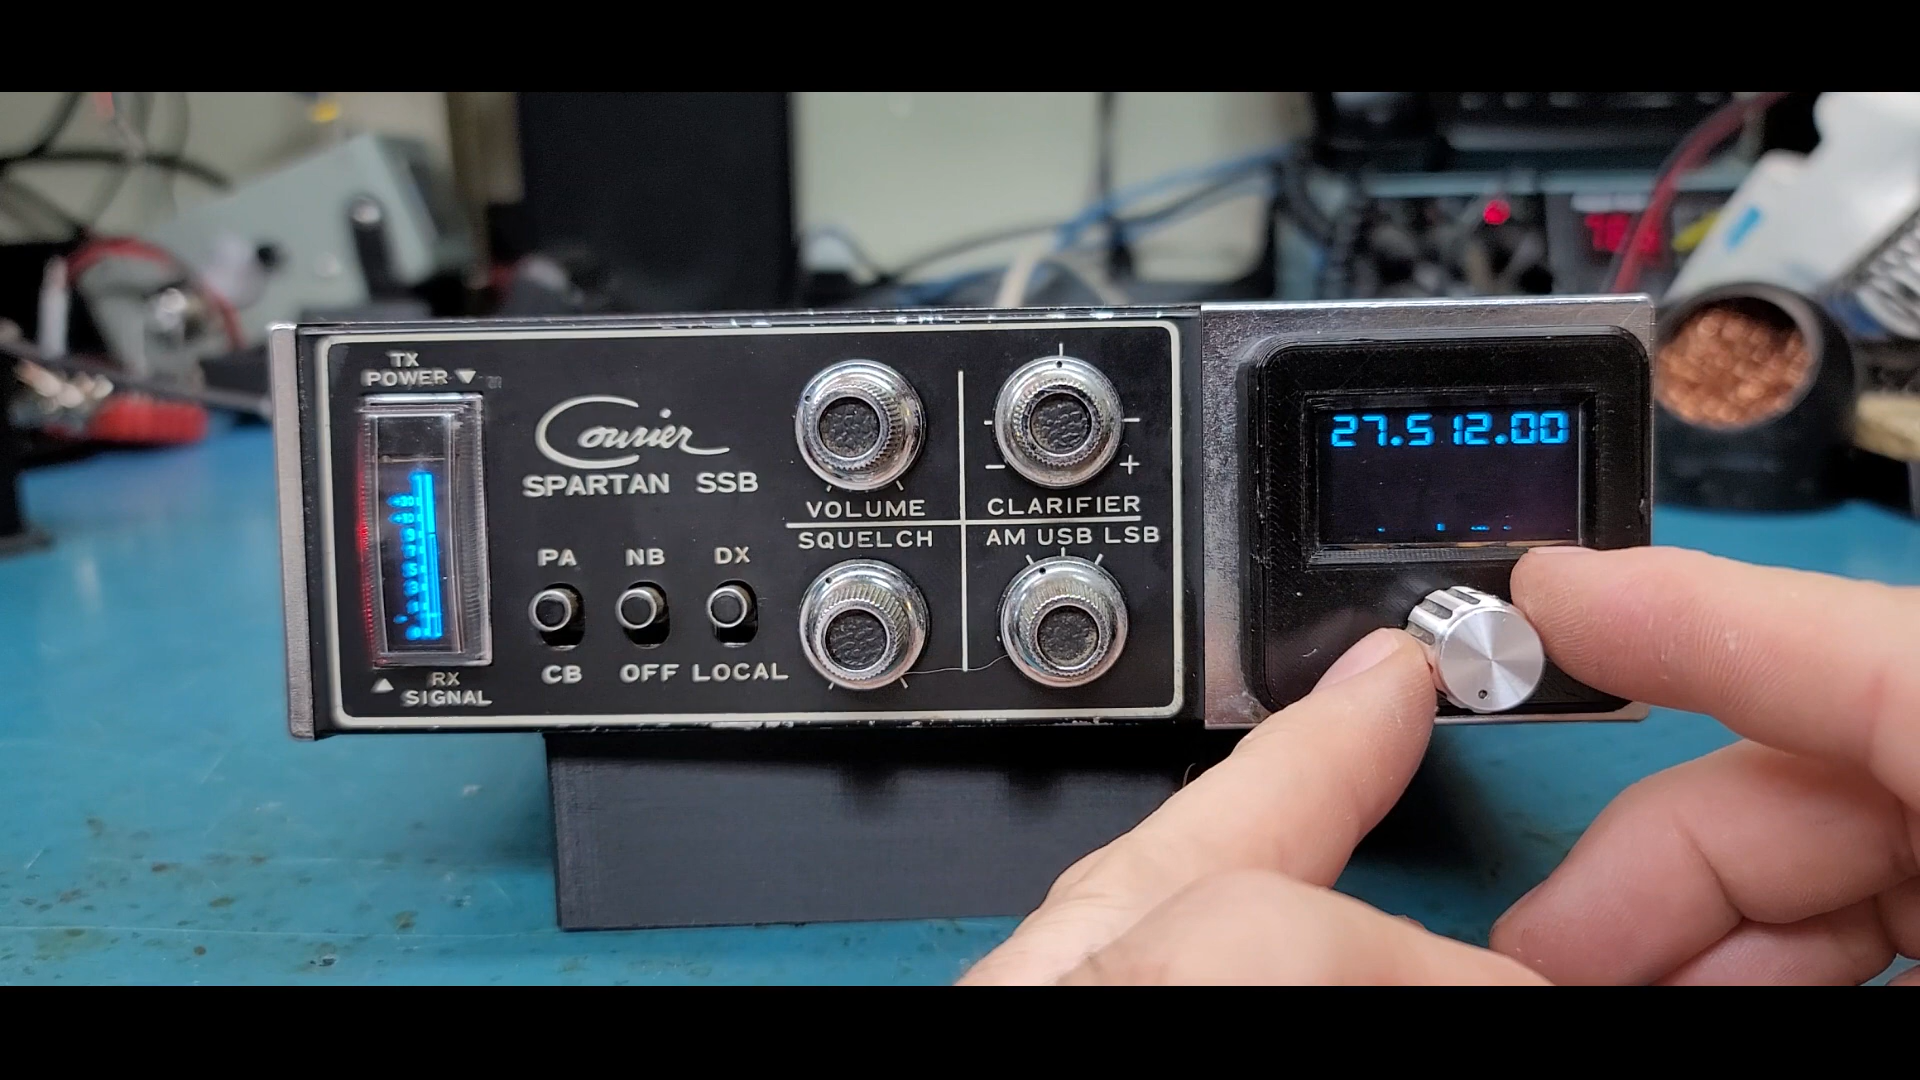 TX
POWER ▼
Courier
SPARTAN SSB
PA NB DX
CB OFF LOCAL
▲ RX
SIGNAL
VOLUME
SQUELCH
- +
CLARIFIER
AM USB LSB
27.512.00